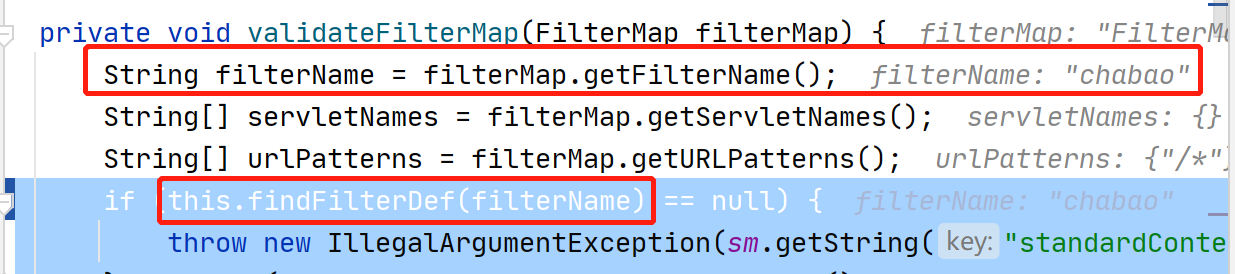 private void validateFilterMap(FilterMap filterMap) { filterMap: "FilterMa
String filterName = filterMap.getFilterName(); filterName: "chabao"
String[] servletNames = filterMap.getServletNames(); servletNames: {}
String[] urlPatterns = filterMap.getURLPatterns(); urlPatterns: {"/*"}
if (this.findFilterDef(filterName) == null) { filterName: "chabao"
throw new IllegalArgumentException(sm.getString( key: "standardConte